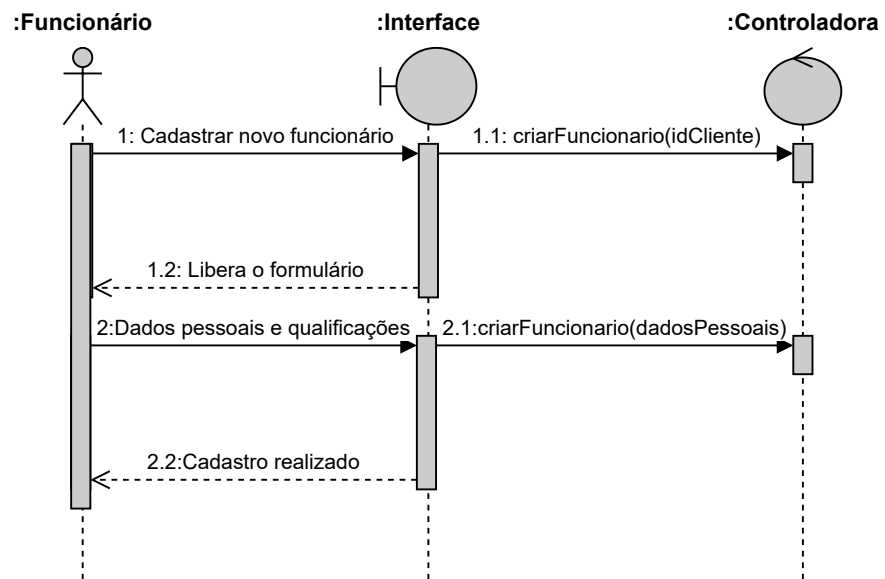 :Funcionário
:Interface
:Controladora
1: Cadastrar novo funcionário
1.1: criarFuncionario(idCliente)
1.2: Libera o formulário
2:Dados pessoais e qualificações
2.1:criarFuncionario(dadosPessoais)
2.2:Cadastro realizado